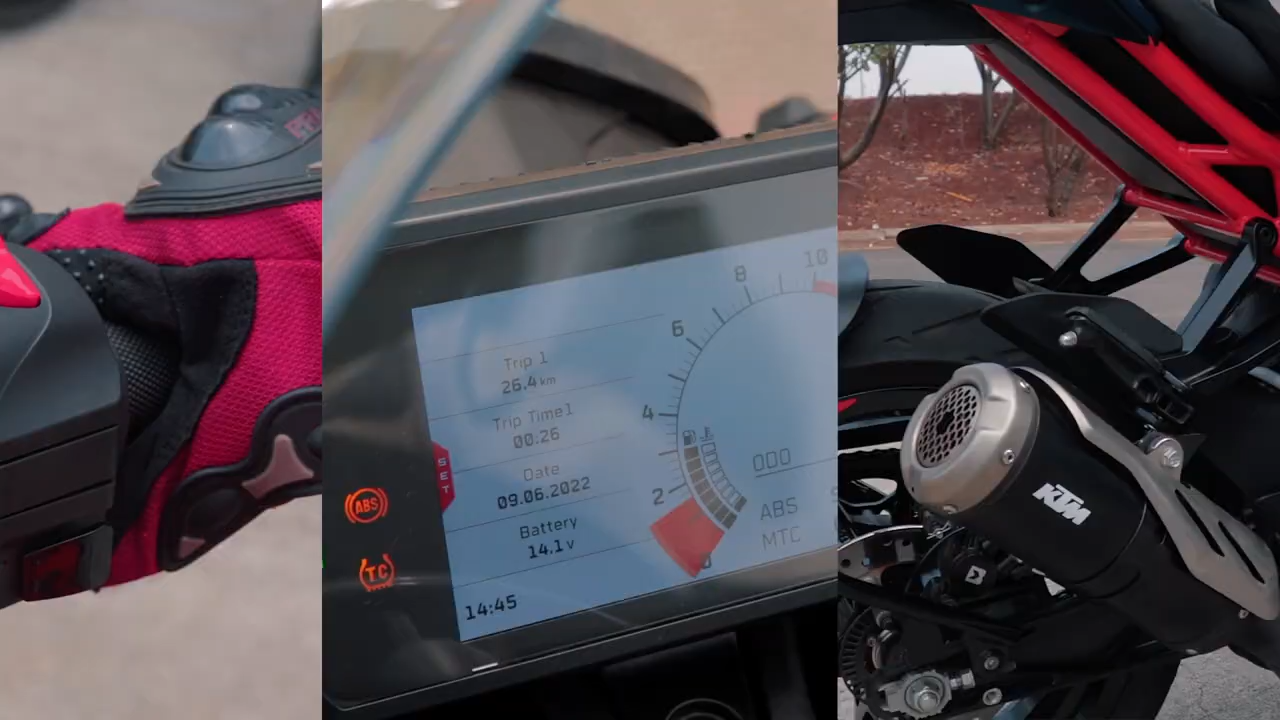 Trip 1
26.4 km
Trip Time1
00:26
Date
09.06.2022
Battery
14.1 v
14:45
SET
ABS
TC
10
8
6
4
2
0
000
ABS
MTC
KTM